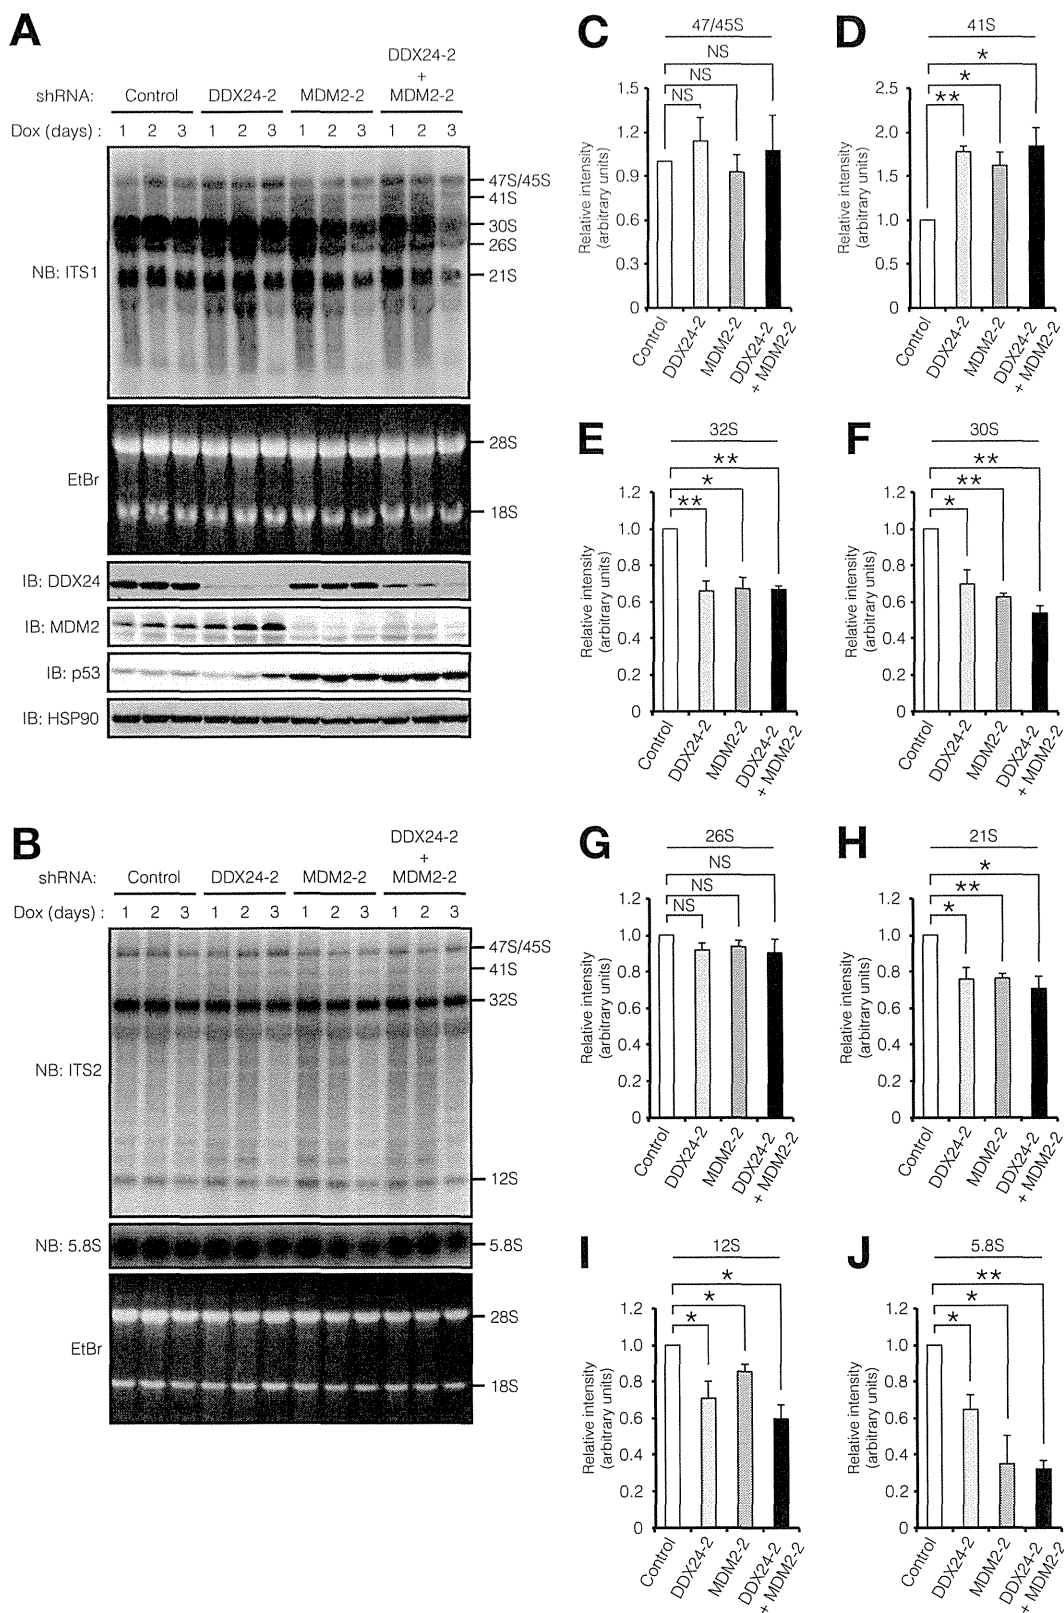 A
shRNA: Control DDX24-2 MDM2-2 DDX24-2 + MDM2-2
Dox (days) : 1 2 3 1 2 3 1 2 3 1 2 3
NB: ITS1
47S/45S
41S
30S
26S
21S
EtBr
28S
18S
IB: DDX24
IB: MDM2
IB: p53
IB: HSP90
B
shRNA: Control DDX24-2 MDM2-2 DDX24-2 + MDM2-2
Dox (days) : 1 2 3 1 2 3 1 2 3 1 2 3
NB: ITS2
47S/45S
41S
32S
12S
NB: 5.8S
5.8S
EtBr
28S
18S
C
47/45S
NS
NS
NS
Relative intensity
(arbitrary units)
1.5
1.2
0.9
0.6
0.3
0
Control
DDX24-2
MDM2-2
DDX24-2
+ MDM2-2
D
41S
*
*
**
Relative intensity
(arbitrary units)
2.5
2.0
1.5
1.0
0.5
0
Control
DDX24-2
MDM2-2
DDX24-2
+ MDM2-2
E
32S
**
*
**
Relative intensity
(arbitrary units)
1.2
1.0
0.8
0.6
0.4
0.2
0
Control
DDX24-2
MDM2-2
DDX24-2
+ MDM2-2
F
30S
**
**
*
Relative intensity
(arbitrary units)
1.2
1.0
0.8
0.6
0.4
0.2
0
Control
DDX24-2
MDM2-2
DDX24-2
+ MDM2-2
G
26S
NS
NS
NS
Relative intensity
(arbitrary units)
1.2
1.0
0.8
0.6
0.4
0.2
0
Control
DDX24-2
MDM2-2
DDX24-2
+ MDM2-2
H
21S
*
**
*
Relative intensity
(arbitrary units)
1.2
1.0
0.8
0.6
0.4
0.2
0
Control
DDX24-2
MDM2-2
DDX24-2
+ MDM2-2
I
12S
*
*
*
Relative intensity
(arbitrary units)
1.2
1.0
0.8
0.6
0.4
0.2
0
Control
DDX24-2
MDM2-2
DDX24-2
+ MDM2-2
J
5.8S
**
*
*
Relative intensity
(arbitrary units)
1.2
1.0
0.8
0.6
0.4
0.2
0
Control
DDX24-2
MDM2-2
DDX24-2
+ MDM2-2